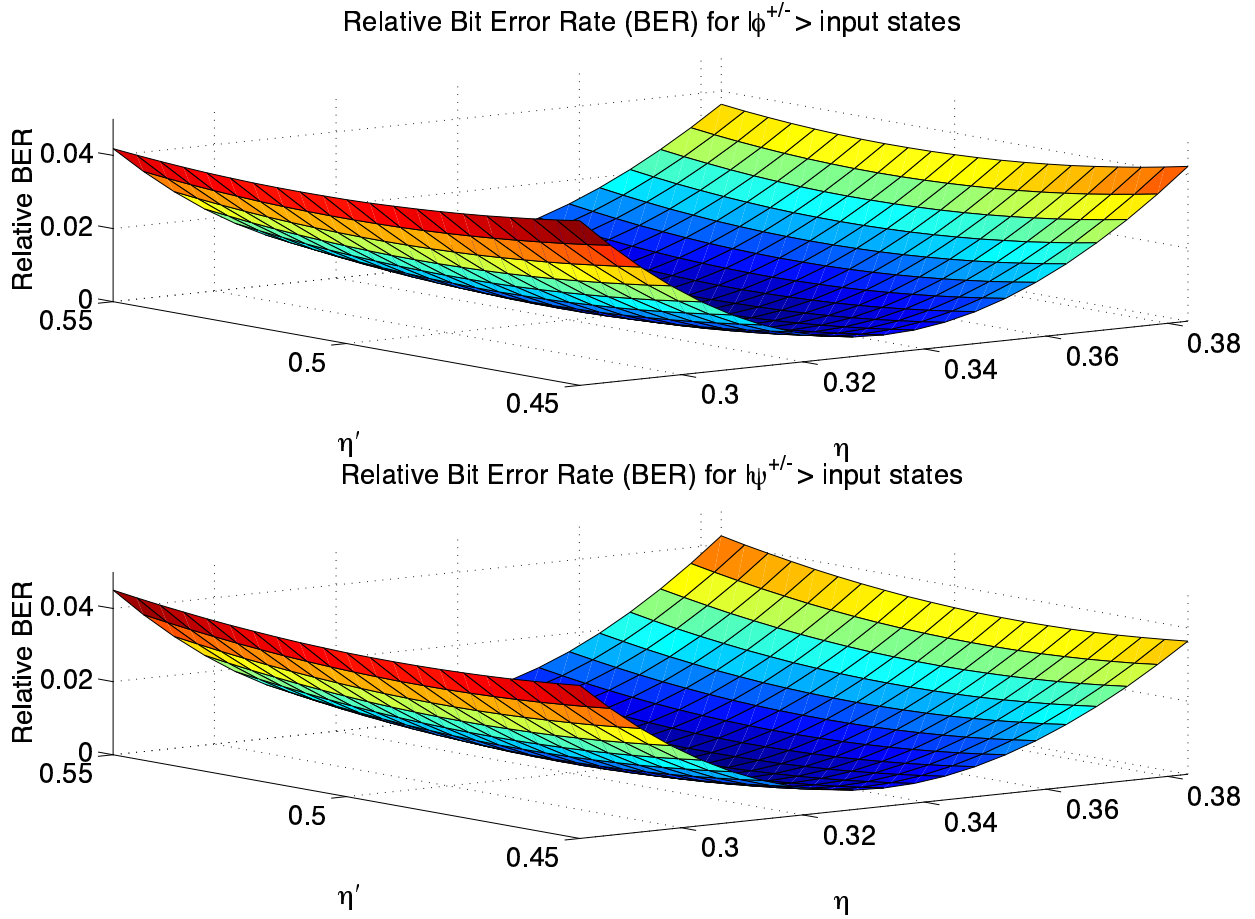 Relative Bit Error Rate (BER) for |ϕ+/- > input states
Relative BER
0.04
0.02
0
0.55
0.5
0.45
η′
0.3
0.32
0.34
0.36
0.38
η
Relative Bit Error Rate (BER) for |ψ+/- > input states
Relative BER
0.04
0.02
0
0.55
0.5
0.45
η′
0.3
0.32
0.34
0.36
0.38
η